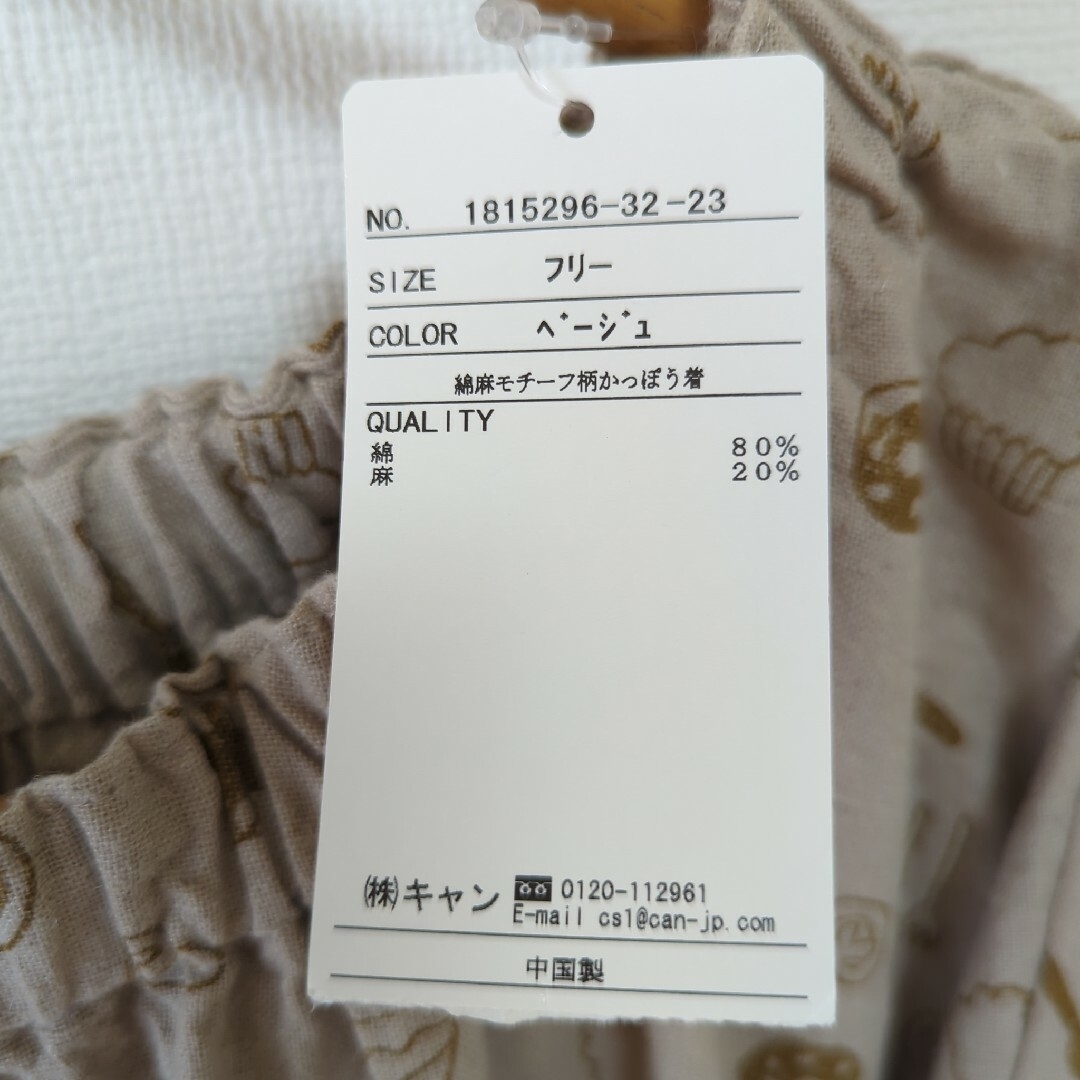 NO. 1815296-32-23
SIZE フリー
COLOR ベージュ
綿麻モチーフ柄かっぽう着
QUALITY
綿 80%
麻 20%
㈱キャン 0120-112961
E-mail cs1@can-jp.com
中国製